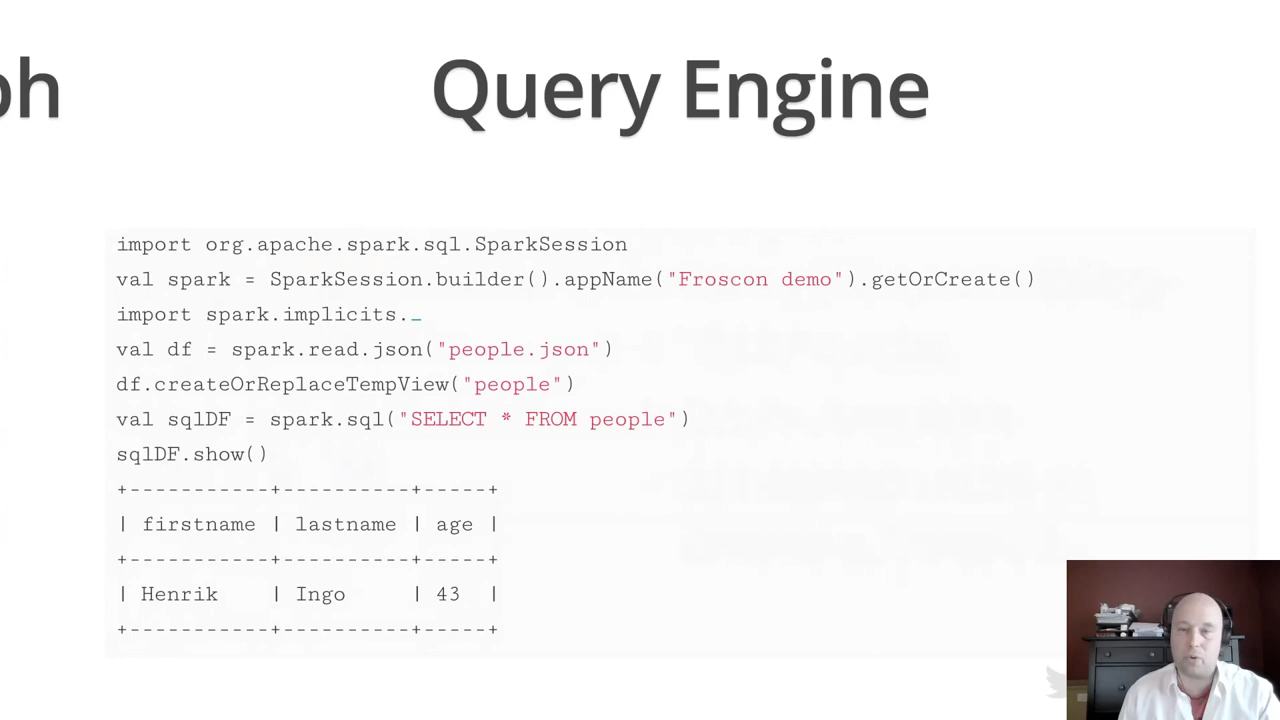 ph
Query Engine
import org.apache.spark.sql.SparkSession
val spark = SparkSession.builder().appName("Froscon demo").getOrCreate()
import spark.implicits._
val df = spark.read.json("people.json")
df.createOrReplaceTempView("people")
val sqlDF = spark.sql("SELECT * FROM people")
sqlDF.show()
+-----------+----------+-----+
| firstname | lastname | age |
+-----------+----------+-----+
| Henrik    | Ingo     | 43  |
+-----------+----------+-----+